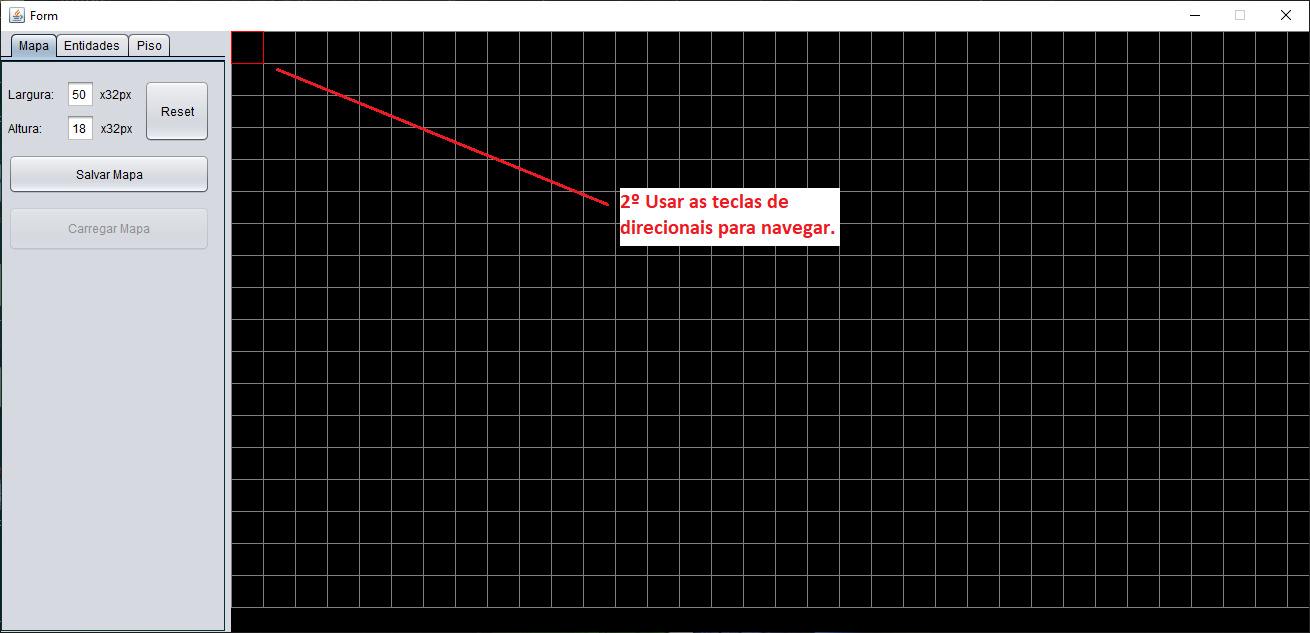 Form
Mapa Entidades Piso
Largura: 50 x32px
Reset
Altura: 18 x32px
Salvar Mapa
Carregar Mapa
2º Usar as teclas de
direcionais para navegar.